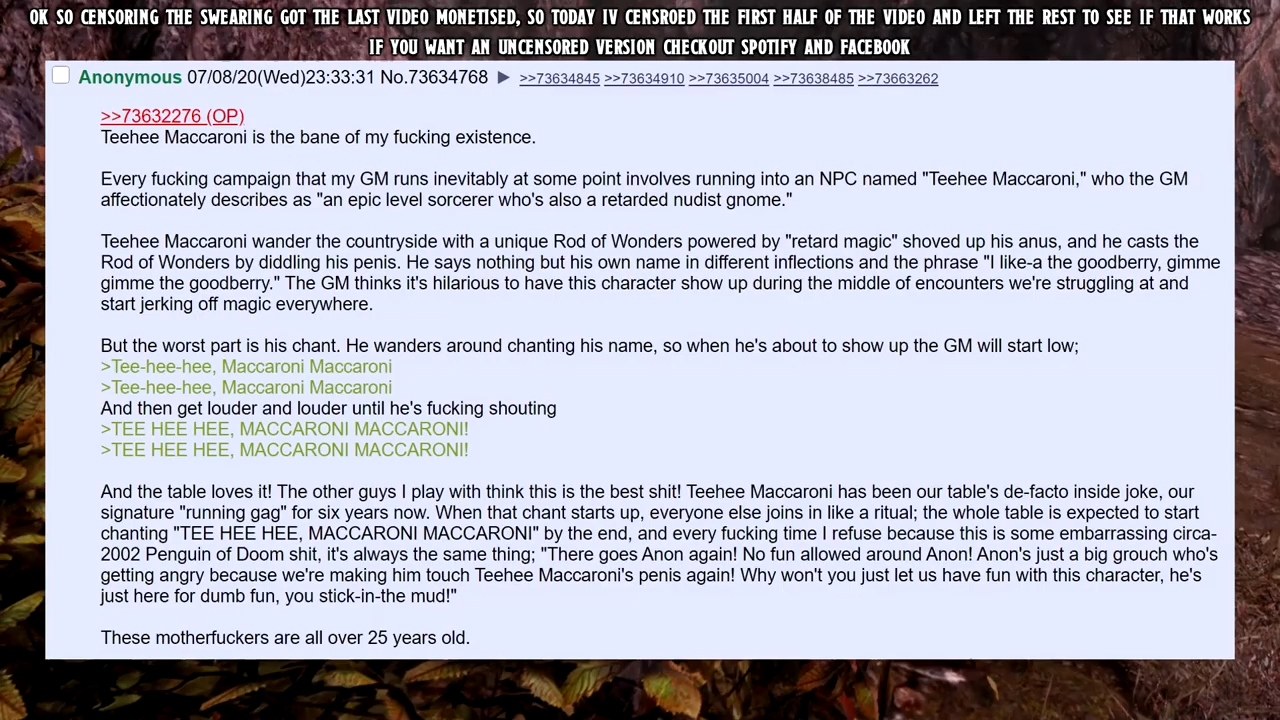 OK SO CENSORING THE SWEARING GOT THE LAST VIDEO MONETISED, SO TODAY IV CENSROED THE FIRST HALF OF THE VIDEO AND LEFT THE REST TO SEE IF THAT WORKS
IF YOU WANT AN UNCENSORED VERSION CHECKOUT SPOTIFY AND FACEBOOK
Anonymous 07/08/20(Wed)23:33:31 No.73634768 ▶ >>73634845 >>73634910 >>73635004 >>73638485 >>73663262
>>73632276 (OP)
Teehee Maccaroni is the bane of my fucking existence.
Every fucking campaign that my GM runs inevitably at some point involves running into an NPC named "Teehee Maccaroni," who the GM
affectionately describes as "an epic level sorcerer who's also a retarded nudist gnome."
Teehee Maccaroni wander the countryside with a unique Rod of Wonders powered by "retard magic" shoved up his anus, and he casts the
Rod of Wonders by diddling his penis. He says nothing but his own name in different inflections and the phrase "I like-a the goodberry, gimme
gimme the goodberry." The GM thinks it's hilarious to have this character show up during the middle of encounters we're struggling at and
start jerking off magic everywhere.
But the worst part is his chant. He wanders around chanting his name, so when he's about to show up the GM will start low;
>Tee-hee-hee, Maccaroni Maccaroni
>Tee-hee-hee, Maccaroni Maccaroni
And then get louder and louder until he's fucking shouting
>TEE HEE HEE, MACCARONI MACCARONI!
>TEE HEE HEE, MACCARONI MACCARONI!
And the table loves it! The other guys I play with think this is the best shit! Teehee Maccaroni has been our table's de-facto inside joke, our
signature "running gag" for six years now. When that chant starts up, everyone else joins in like a ritual; the whole table is expected to start
chanting "TEE HEE HEE, MACCARONI MACCARONI" by the end, and every fucking time I refuse because this is some embarrassing circa-
2002 Penguin of Doom shit, it's always the same thing; "There goes Anon again! No fun allowed around Anon! Anon's just a big grouch who's
getting angry because we're making him touch Teehee Maccaroni's penis again! Why won't you just let us have fun with this character, he's
just here for dumb fun, you stick-in-the mud!"
These motherfuckers are all over 25 years old.